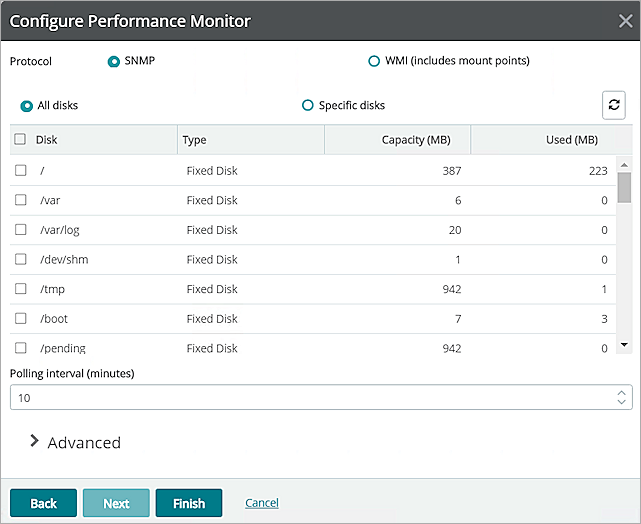 Configure Performance Monitor
Protocol SNMP WMI (includes mount points)
All disks Specific disks
Disk Type Capacity (MB) Used (MB)
/ Fixed Disk 387 223
/var Fixed Disk 6 0
/var/log Fixed Disk 20 0
/dev/shm Fixed Disk 1 0
/tmp Fixed Disk 942 1
/boot Fixed Disk 7 3
/pending Fixed Disk 942 0
Polling interval (minutes)
10
Advanced
Back Next Finish Cancel